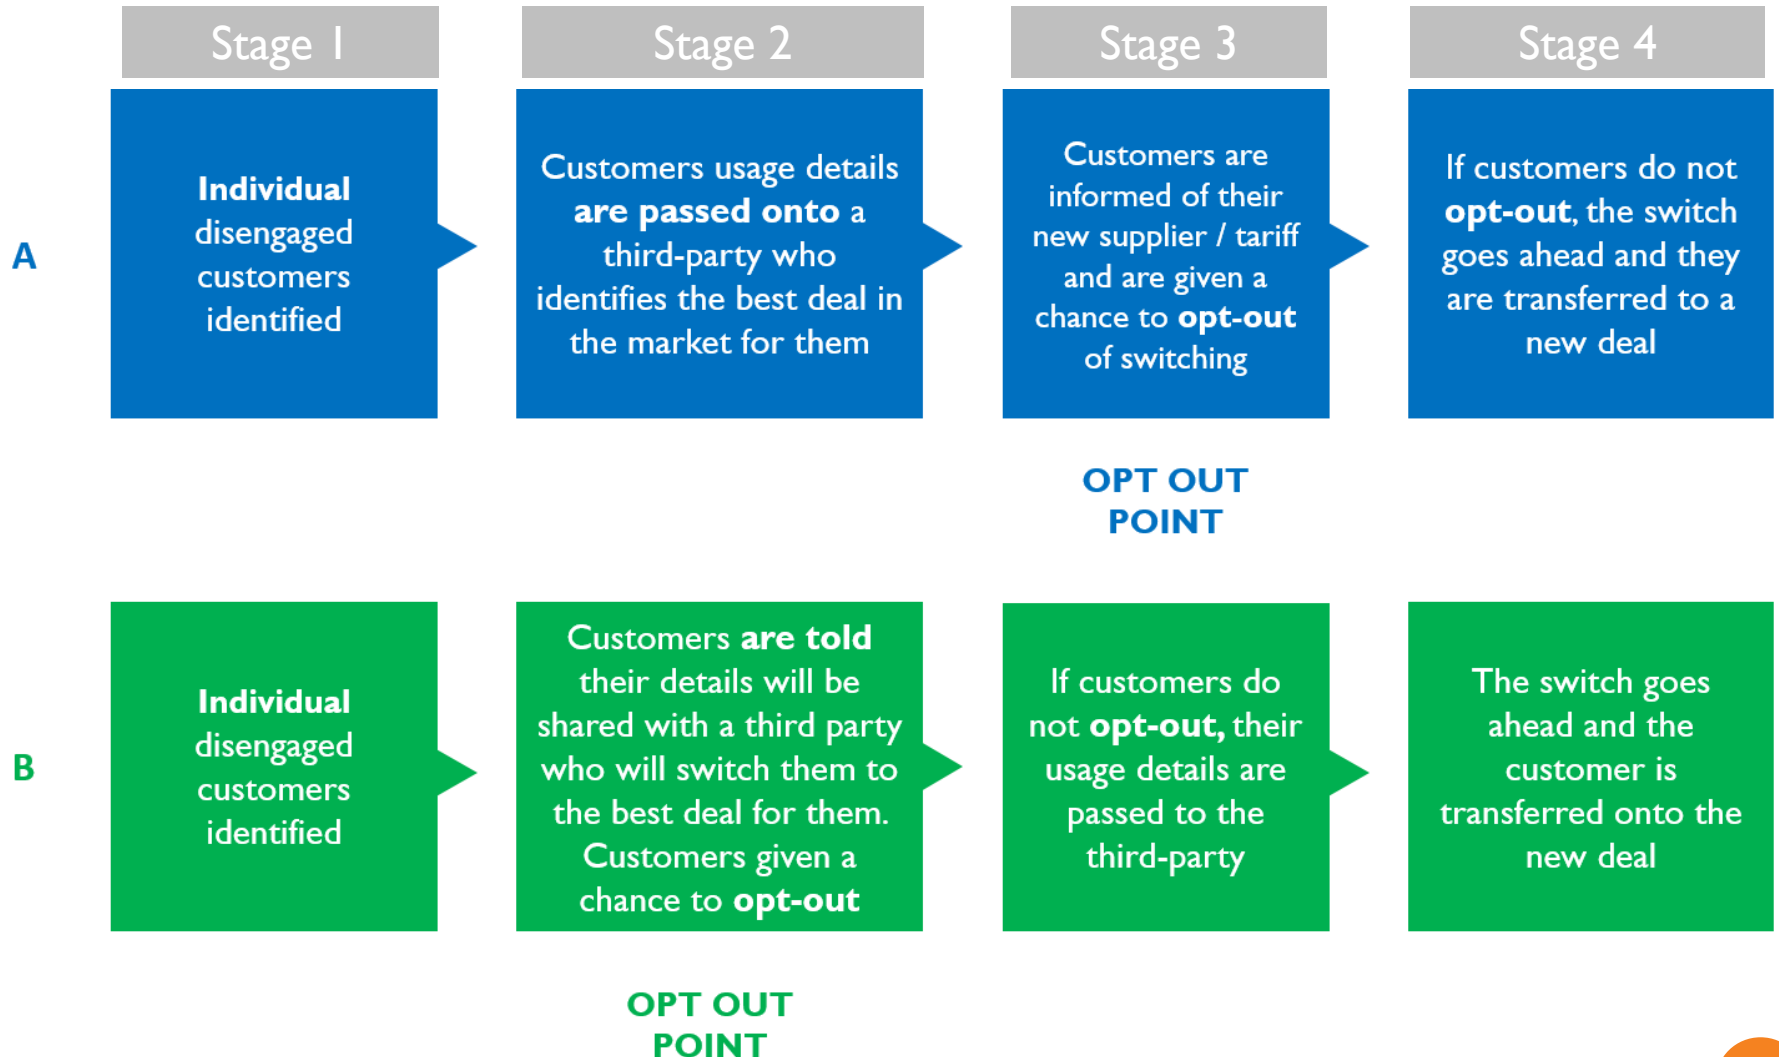 Stage 1
Stage 2
Stage 3
Stage 4
A
Individual
disengaged
customers
identified
Customers usage details
are passed onto a
third-party who
identifies the best deal in
the market for them
Customers are
informed of their
new supplier / tariff
and are given a
chance to opt-out
of switching
If customers do not
opt-out, the switch
goes ahead and they
are transferred to a
new deal
OPT OUT
POINT
B
Individual
disengaged
customers
identified
Customers are told
their details will be
shared with a third party
who will switch them to
the best deal for them.
Customers given a
chance to opt-out
If customers do
not opt-out, their
usage details are
passed to the
third-party
The switch goes
ahead and the
customer is
transferred onto the
new deal
OPT OUT
POINT